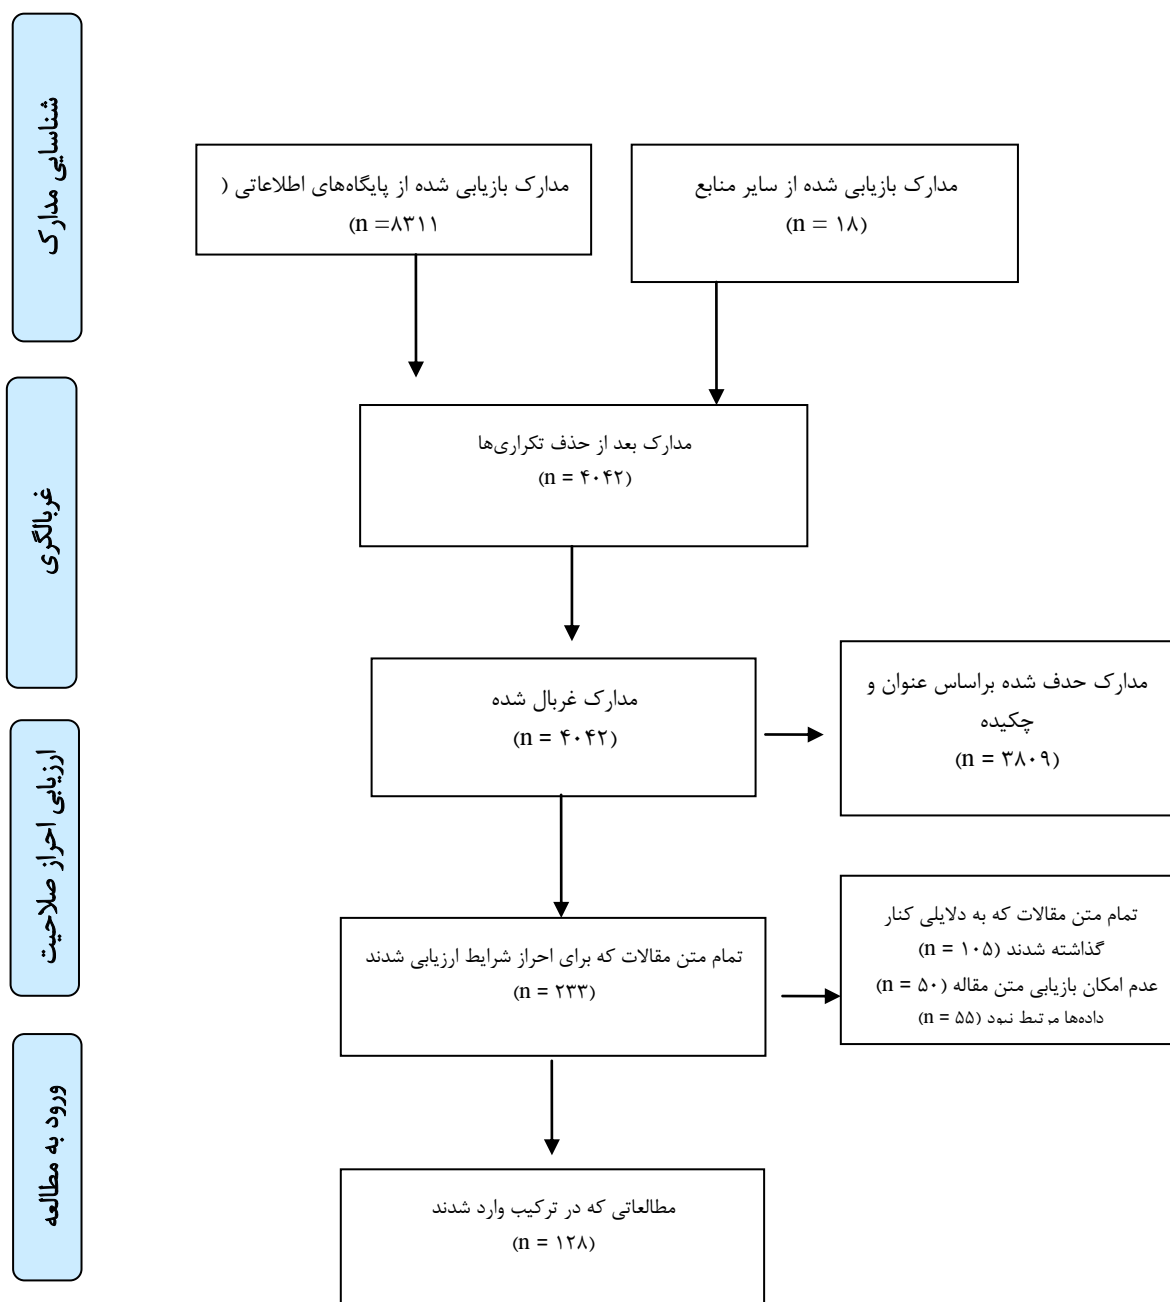 شناسایی مدارک
مدارک بازیابی شده از سایر منابع
(n = ۱۸)
مدارک بازیابی شده از پایگاه‌های اطلاعاتی (
n =۸۳۱۱)
غربالگری
مدارک بعد از حذف تکراری‌ها
(n = ۴۰۴۲)
مدارک غربال شده
(n = ۴۰۴۲)
مدارک حدف شده براساس عنوان و
چکیده
(n = ۳۸۰۹)
ارزیابی احراز صلاحیت
تمام متن مقالات که برای احراز شرایط ارزیابی شدند
(n = ۲۳۳)
تمام متن مقالات که به دلایلی کنار
گذاشته شدند (n = ۱۰۵)
عدم امکان بازیابی متن مقاله (n = ۵۰)
داده‌ها مرتبط نبود (n = ۵۵)
ورود به مطالعه
مطالعاتی که در ترکیب وارد شدند
(n = ۱۲۸)